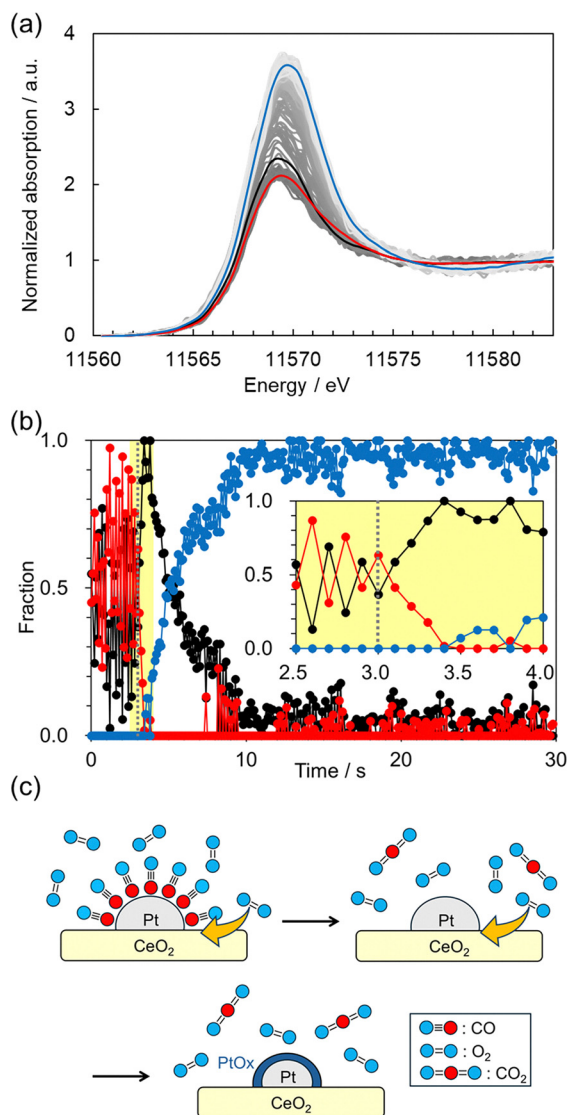 (a)
4
3
2
1
0
Normalized absorption / a.u.
11560 11565 11570 11575 11580
Energy / eV
(b)
1.0
0.5
0.0
Fraction
1.0
0.5
0.0
2.5 3.0 3.5 4.0
0 10 20 30
Time / s
(c)
Pt
CeO2
Pt
CeO2
PtOx
Pt
CeO2
: CO
: O2
: CO2